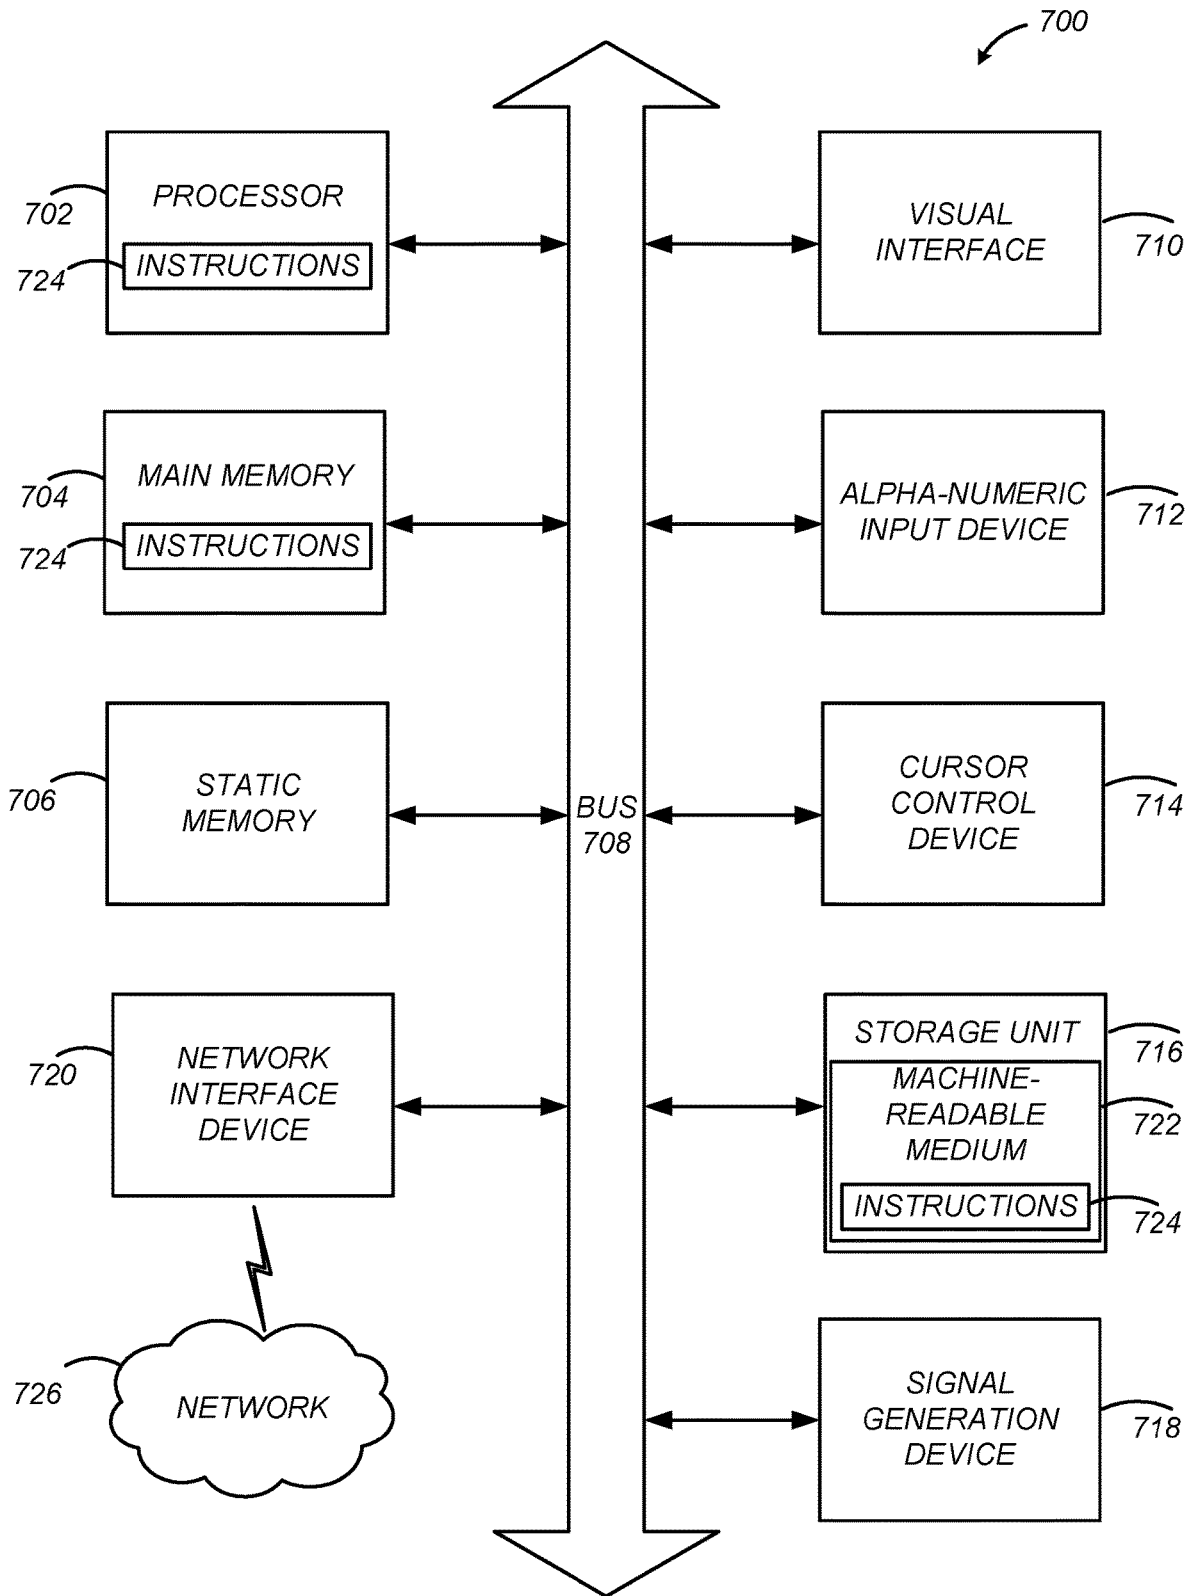 700
PROCESSOR
702
INSTRUCTIONS
724
VISUAL
INTERFACE
710
MAIN MEMORY
704
INSTRUCTIONS
724
ALPHA-NUMERIC
INPUT DEVICE
712
STATIC
MEMORY
706
BUS
708
CURSOR
CONTROL
DEVICE
714
NETWORK
INTERFACE
DEVICE
720
STORAGE UNIT
716
MACHINE-
READABLE
MEDIUM
722
INSTRUCTIONS
724
NETWORK
726
SIGNAL
GENERATION
DEVICE
718